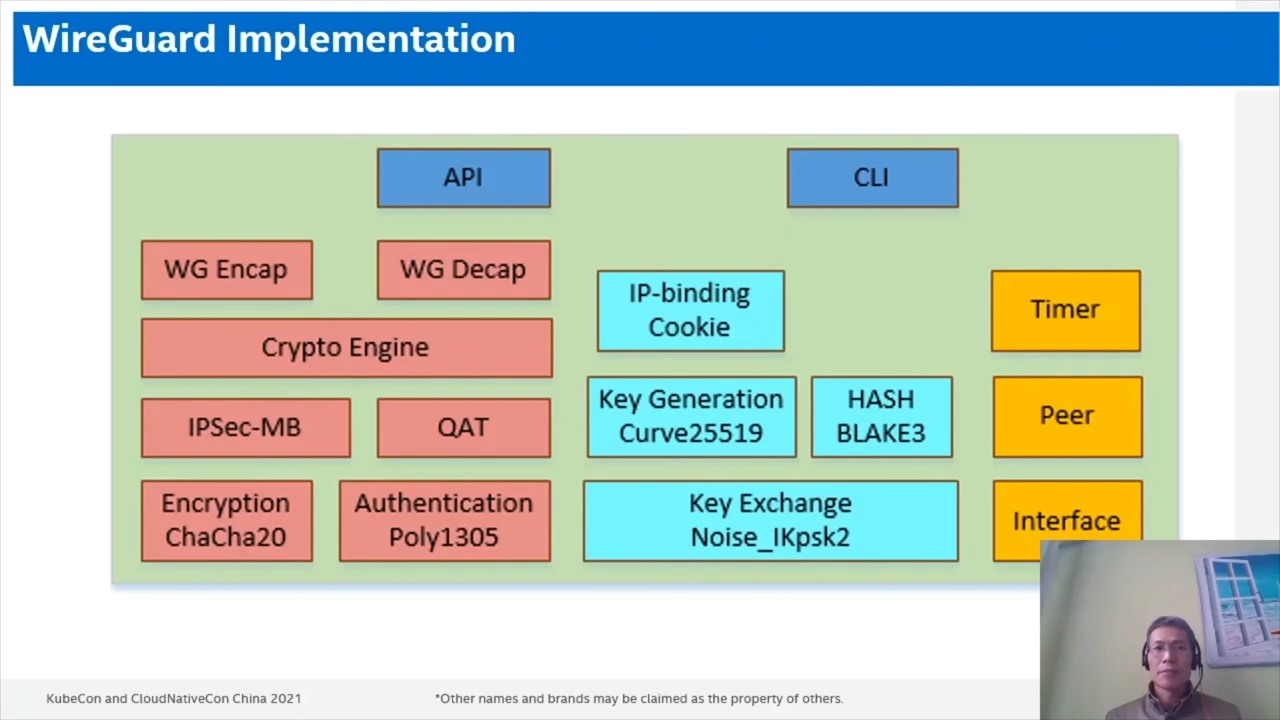 WireGuard Implementation
API
CLI
WG Encap
WG Decap
IP-binding
Cookie
Timer
Crypto Engine
Key Generation
Curve25519
HASH
BLAKE3
Peer
IPSec-MB
QAT
Encryption
ChaCha20
Authentication
Poly1305
Key Exchange
Noise_IKpsk2
Interface
KubeCon and CloudNativeCon China 2021
*Other names and brands may be claimed as the property of others.